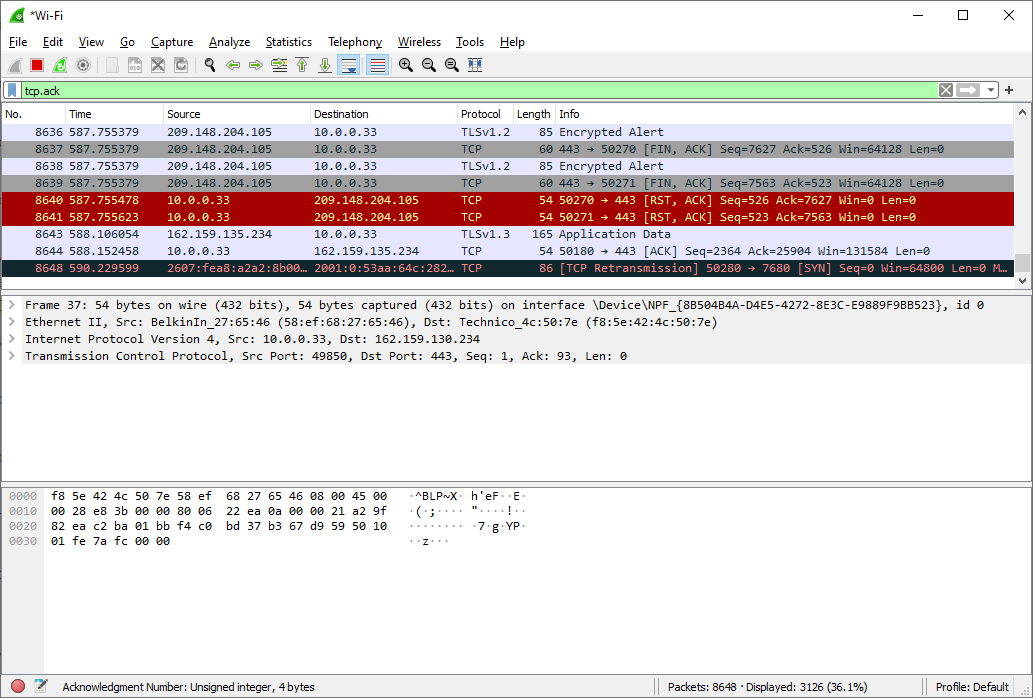 *Wi-Fi
File Edit View Go Capture Analyze Statistics Telephony Wireless Tools Help
tcp.ack
No. Time Source Destination Protocol Length Info
8636 587.755379 209.148.204.105 10.0.0.33 TLSv1.2 85 Encrypted Alert
8637 587.755379 209.148.204.105 10.0.0.33 TCP 60 443 → 50270 [FIN, ACK] Seq=7627 Ack=526 Win=64128 Len=0
8638 587.755379 209.148.204.105 10.0.0.33 TLSv1.2 85 Encrypted Alert
8639 587.755379 209.148.204.105 10.0.0.33 TCP 60 443 → 50271 [FIN, ACK] Seq=7563 Ack=523 Win=64128 Len=0
8640 587.755478 10.0.0.33 209.148.204.105 TCP 54 50270 → 443 [RST, ACK] Seq=526 Ack=7627 Win=0 Len=0
8641 587.755623 10.0.0.33 209.148.204.105 TCP 54 50271 → 443 [RST, ACK] Seq=523 Ack=7563 Win=0 Len=0
8643 588.106054 162.159.135.234 10.0.0.33 TLSv1.3 165 Application Data
8644 588.152458 10.0.0.33 162.159.135.234 TCP 54 50180 → 443 [ACK] Seq=2364 Ack=25904 Win=131584 Len=0
8648 590.229599 2607:fea8:a2a2:8b00… 2001:0:53aa:64c:282… TCP 86 [TCP Retransmission] 50280 → 7680 [SYN] Seq=0 Win=64800 Len=0 M…
Frame 37: 54 bytes on wire (432 bits), 54 bytes captured (432 bits) on interface \Device\NPF_{8B504B4A-D4E5-4272-8E3C-E9889F9BB523}, id 0
Ethernet II, Src: BelkinIn_27:65:46 (58:ef:68:27:65:46), Dst: Technico_4c:50:7e (f8:5e:42:4c:50:7e)
Internet Protocol Version 4, Src: 10.0.0.33, Dst: 162.159.130.234
Transmission Control Protocol, Src Port: 49850, Dst Port: 443, Seq: 1, Ack: 93, Len: 0
0000 f8 5e 42 4c 50 7e 58 ef 68 27 65 46 08 00 45 00 ·^BLP~X· h'eF··E·
0010 00 28 e8 3b 00 00 80 06 22 ea 0a 00 00 21 a2 9f ·(·;···· "····!··
0020 82 ea c2 ba 01 bb f4 c0 bd 37 b3 67 d9 59 50 10 ········ ·7·g·YP·
0030 01 fe 7a fc 00 00 ··z···
Acknowledgment Number: Unsigned integer, 4 bytes Packets: 8648 · Displayed: 3126 (36.1%) Profile: Default